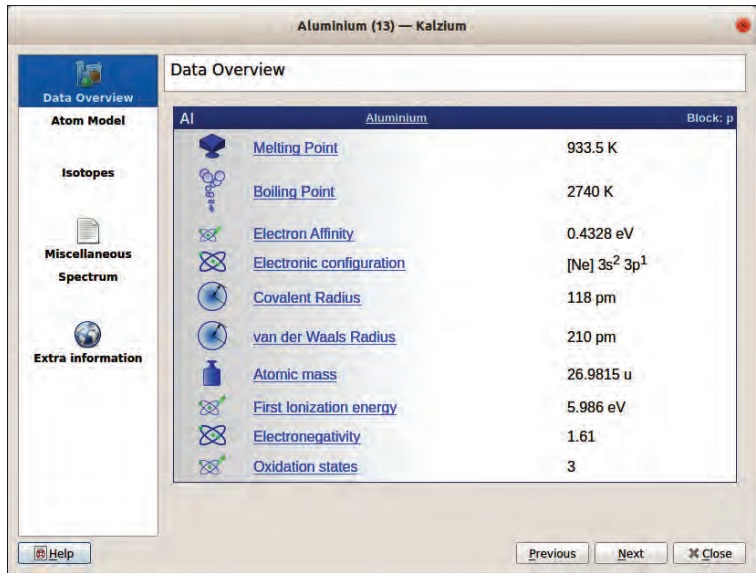 Aluminium (13) — Kalzium
Data Overview
Atom Model
Isotopes
Miscellaneous
Spectrum
Extra information
Data Overview
Al Aluminium Block: p
Melting Point 933.5 K
Boiling Point 2740 K
Electron Affinity 0.4328 eV
Electronic configuration [Ne] 3s² 3p¹
Covalent Radius 118 pm
van der Waals Radius 210 pm
Atomic mass 26.9815 u
First Ionization energy 5.986 eV
Electronegativity 1.61
Oxidation states 3
Help Previous Next Close